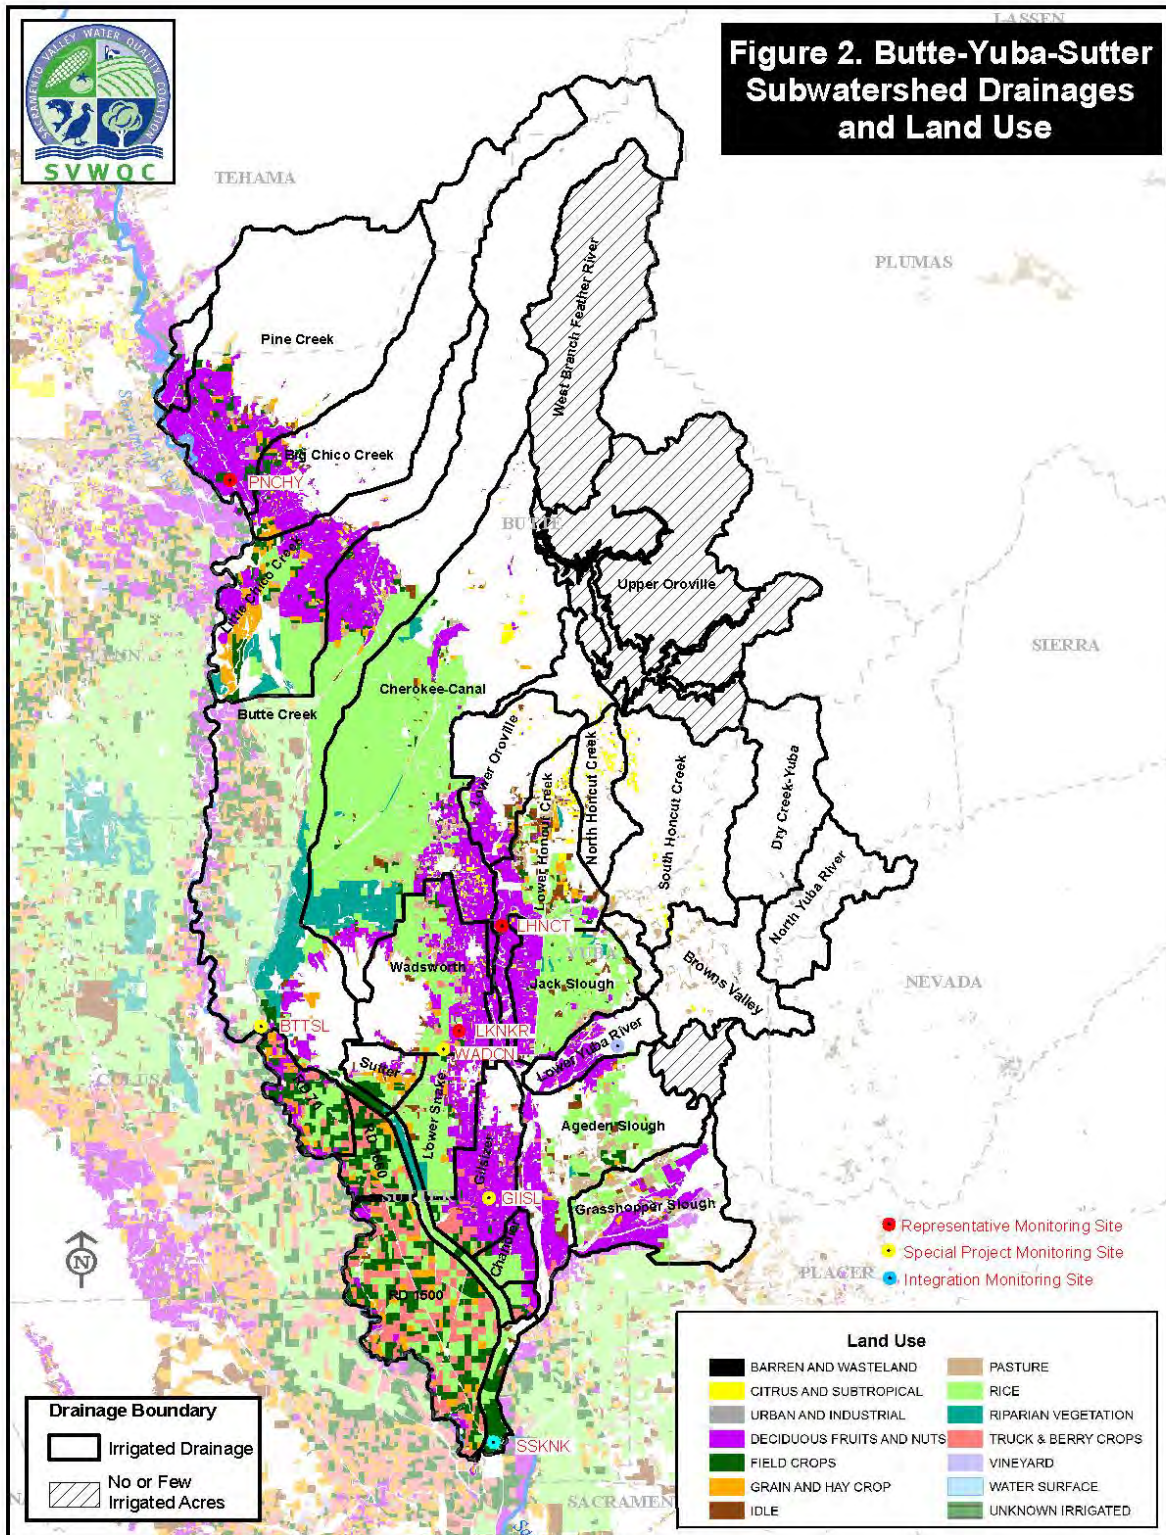 SACRAMENTO VALLEY WATER QUALITY COALITION
SVWQC
LASSEN
Figure 2. Butte-Yuba-Sutter
Subwatershed Drainages
and Land Use
TEHAMA
PLUMAS
West Branch Feather River
Pine Creek
Big Chico Creek
PNCHY
BUTTE
Little Chico Creek
Upper Oroville
SIERRA
Cherokee-Canal
Butte Creek
Lower Oroville
Lower Honcut Creek
North Honcut Creek
South Honcut Creek
Dry Creek-Yuba
North Yuba River
LHNCT
YUBA
Wadsworth
Jack Slough
Browns Valley
NEVADA
BTTSL
LKNKR
WADCN
Lower Yuba River
Sutter
Lower Snake
Gilsizer
Ageden Slough
GIISL
Grasshopper Slough
Representative Monitoring Site
Special Project Monitoring Site
Integration Monitoring Site
PLACER
N
RD 1500
SSKNK
Drainage Boundary
Irrigated Drainage
No or Few
Irrigated Acres
Land Use
BARREN AND WASTELAND
CITRUS AND SUBTROPICAL
URBAN AND INDUSTRIAL
DECIDUOUS FRUITS AND NUTS
FIELD CROPS
GRAIN AND HAY CROP
IDLE
PASTURE
RICE
RIPARIAN VEGETATION
TRUCK & BERRY CROPS
VINEYARD
WATER SURFACE
UNKNOWN IRRIGATED